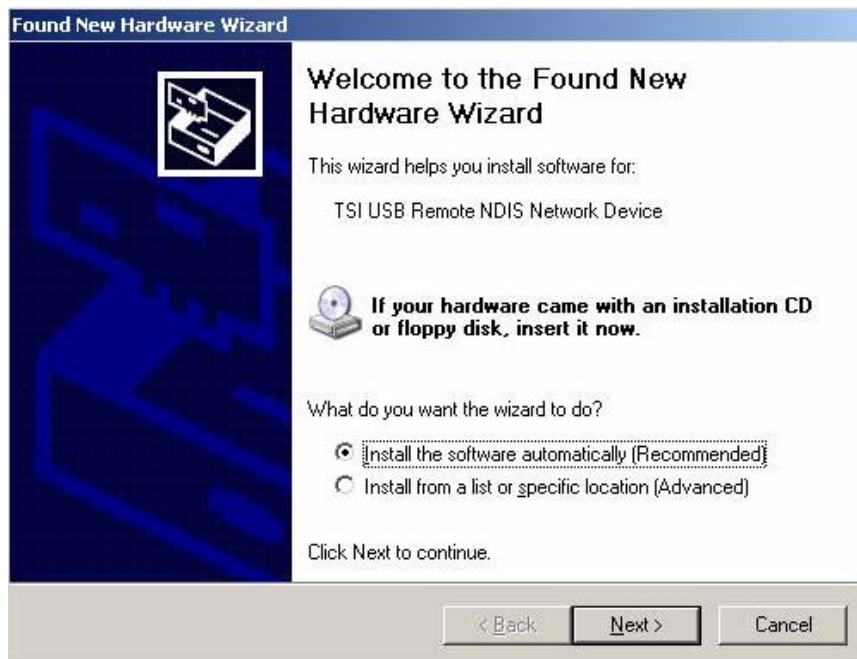 Found New Hardware Wizard
Welcome to the Found New
Hardware Wizard
This wizard helps you install software for:
TSI USB Remote NDIS Network Device
If your hardware came with an installation CD
or floppy disk, insert it now.
What do you want the wizard to do?
Install the software automatically (Recommended)
Install from a list or specific location (Advanced)
Click Next to continue.
< Back Next > Cancel